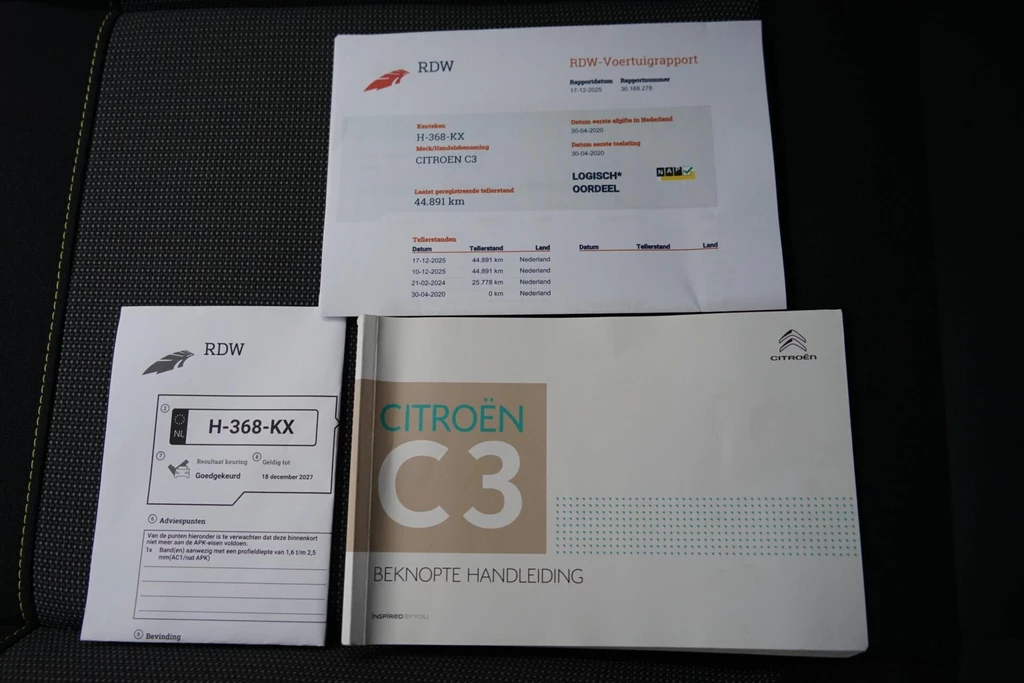 RDW
RDW-Voertuigrapport
Rapportdatum Rapportnummer
17-12-2025 30.168.278
Kenteken
H-368-KX
Merk/Handelsbenaming
CITROEN C3
Laatst geregistreerde tellerstand
44.891 km
Datum eerste afgifte in Nederland
30-04-2020
Datum eerste toelating
30-04-2020
LOGISCH*
OORDEEL
NAP
Tellerstanden
Datum Tellerstand Land
17-12-2025 44.891 km Nederland
10-12-2025 44.891 km Nederland
21-02-2024 25.778 km Nederland
30-04-2020 0 km Nederland
Datum Tellerstand Land
RDW
2
NL
H-368-KX
7 Resultaat keuring
Goedgekeurd
8 Geldig tot
18 december 2027
6 Adviespunten
Van de punten hieronder is te verwachten dat deze binnenkort
niet meer aan de APK-eisen voldoen.
1x Band(en) aanwezig met een profieldiepte van 1,6 t/m 2,5
mm(AC1/nat APK)
Bevinding
CITROËN
CITROËN
C3
BEKNOPTE HANDLEIDING
INSPIRED BY YOU